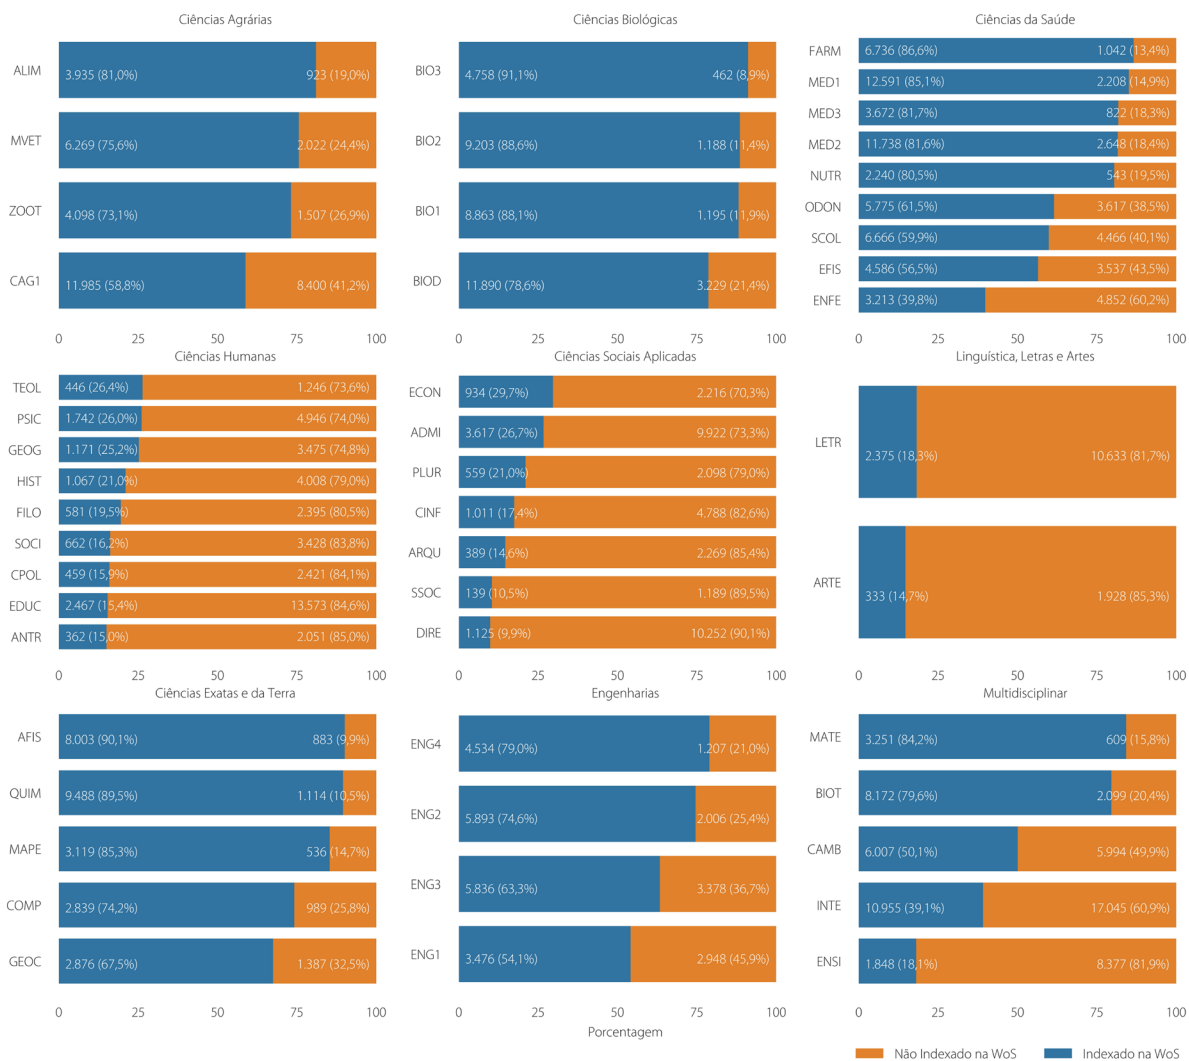 Ciências Agrárias
ALIM 3.935 (81,0%) 923 (19,0%)
MVET 6.269 (75,6%) 2.022 (24,4%)
ZOOT 4.098 (73,1%) 1.507 (26,9%)
CAG1 11.985 (58,8%) 8.400 (41,2%)
0 25 50 75 100
Ciências Biológicas
BIO3 4.758 (91,1%) 462 (8,9%)
BIO2 9.203 (88,6%) 1.188 (11,4%)
BIO1 8.863 (88,1%) 1.195 (11,9%)
BIOD 11.890 (78,6%) 3.229 (21,4%)
0 25 50 75 100
Ciências da Saúde
FARM 6.736 (86,6%) 1.042 (13,4%)
MED1 12.591 (85,1%) 2.208 (14,9%)
MED3 3.672 (81,7%) 822 (18,3%)
MED2 11.738 (81,6%) 2.648 (18,4%)
NUTR 2.240 (80,5%) 543 (19,5%)
ODON 5.775 (61,5%) 3.617 (38,5%)
SCOL 6.666 (59,9%) 4.466 (40,1%)
EFIS 4.586 (56,5%) 3.537 (43,5%)
ENFE 3.213 (39,8%) 4.852 (60,2%)
0 25 50 75 100
Ciências Humanas
TEOL 446 (26,4%) 1.246 (73,6%)
PSIC 1.742 (26,0%) 4.946 (74,0%)
GEOG 1.171 (25,2%) 3.475 (74,8%)
HIST 1.067 (21,0%) 4.008 (79,0%)
FILO 581 (19,5%) 2.395 (80,5%)
SOCI 662 (16,2%) 3.428 (83,8%)
CPOL 459 (15,9%) 2.421 (84,1%)
EDUC 2.467 (15,4%) 13.573 (84,6%)
ANTR 362 (15,0%) 2.051 (85,0%)
0 25 50 75 100
Ciências Sociais Aplicadas
ECON 934 (29,7%) 2.216 (70,3%)
ADMI 3.617 (26,7%) 9.922 (73,3%)
PLUR 559 (21,0%) 2.098 (79,0%)
CINF 1.011 (17,4%) 4.788 (82,6%)
ARQU 389 (14,6%) 2.269 (85,4%)
SSOC 139 (10,5%) 1.189 (89,5%)
DIRE 1.125 (9,9%) 10.252 (90,1%)
0 25 50 75 100
Linguística, Letras e Artes
LETR 2.375 (18,3%) 10.633 (81,7%)
ARTE 333 (14,7%) 1.928 (85,3%)
0 25 50 75 100
Ciências Exatas e da Terra
AFIS 8.003 (90,1%) 883 (9,9%)
QUIM 9.488 (89,5%) 1.114 (10,5%)
MAPE 3.119 (85,3%) 536 (14,7%)
COMP 2.839 (74,2%) 989 (25,8%)
GEOC 2.876 (67,5%) 1.387 (32,5%)
0 25 50 75 100
Engenharias
ENG4 4.534 (79,0%) 1.207 (21,0%)
ENG2 5.893 (74,6%) 2.006 (25,4%)
ENG3 5.836 (63,3%) 3.378 (36,7%)
ENG1 3.476 (54,1%) 2.948 (45,9%)
0 25 50 75 100
Porcentagem
Multidisciplinar
MATE 3.251 (84,2%) 609 (15,8%)
BIOT 8.172 (79,6%) 2.099 (20,4%)
CAMB 6.007 (50,1%) 5.994 (49,9%)
INTE 10.955 (39,1%) 17.045 (60,9%)
ENSI 1.848 (18,1%) 8.377 (81,9%)
0 25 50 75 100
Não Indexado na WoS Indexado na WoS